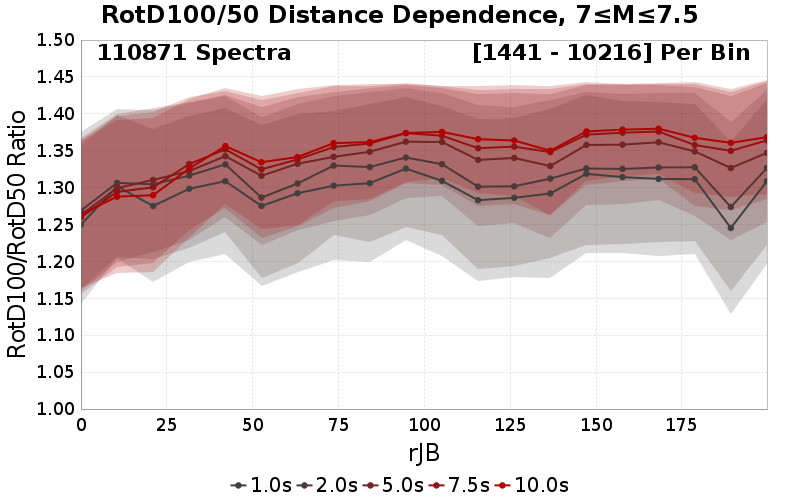 RotD100/50 Distance Dependence, 7≤M≤7.5
110871 Spectra
[1441 - 10216] Per Bin
RotD100/RotD50 Ratio
1.50
1.45
1.40
1.35
1.30
1.25
1.20
1.15
1.10
1.05
1.00
0 25 50 75 100 125 150 175
rJB
1.0s 2.0s 5.0s 7.5s 10.0s